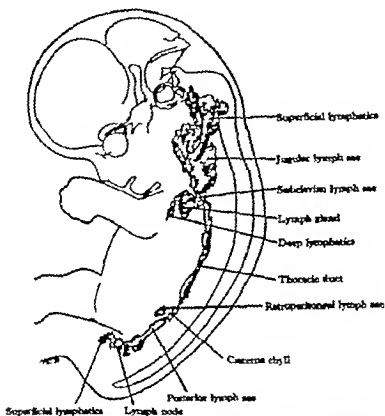 Superficial lymphatics
Jugular lymph sac
Subclavian lymph sac
Lymph gland
Deep lymphatics
Thoracic duct
Retroperitoneal lymph sac
Cisterna chyli
Posterior lymph sac
Superficial lymphatics
Lymph node